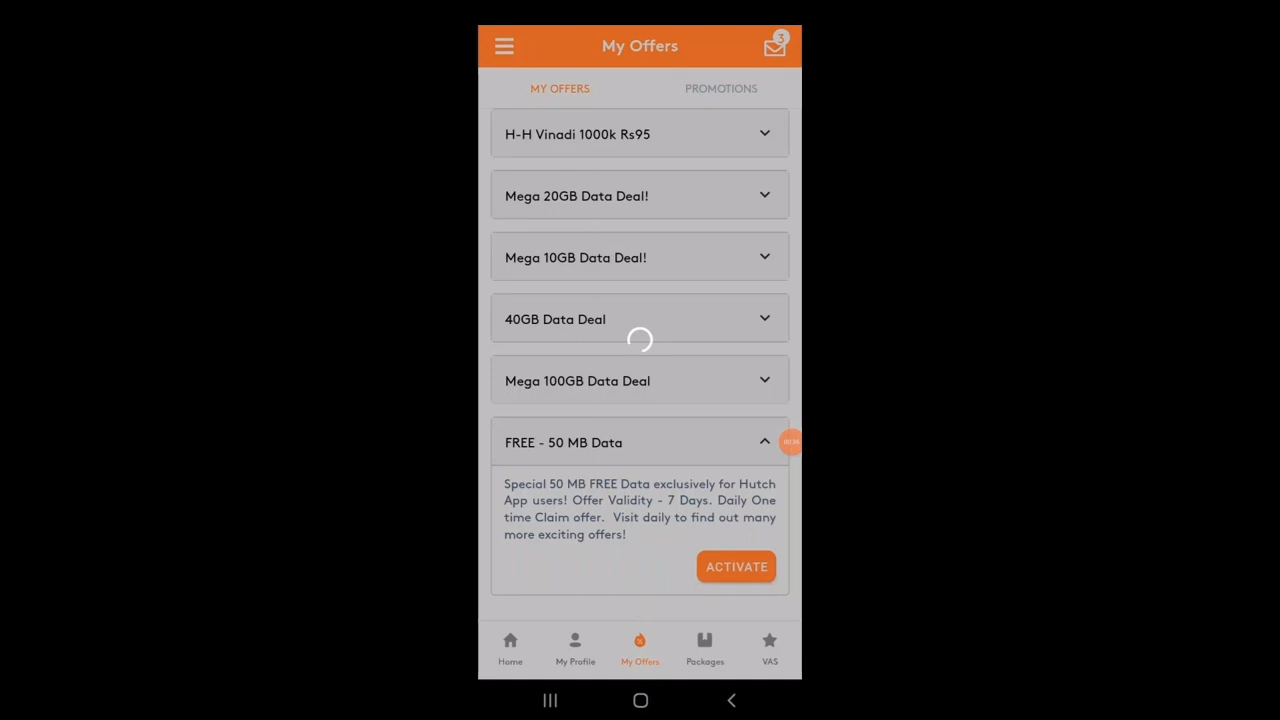 My Offers
3
MY OFFERS
PROMOTIONS
H-H Vinadi 1000k Rs95
Mega 20GB Data Deal!
Mega 10GB Data Deal!
40GB Data Deal
Mega 100GB Data Deal
FREE - 50 MB Data
Special 50 MB FREE Data exclusively for Hutch
App users! Offer Validity - 7 Days. Daily One
time Claim offer. Visit daily to find out many
more exciting offers!
ACTIVATE
Home
My Profile
My Offers
Packages
VAS